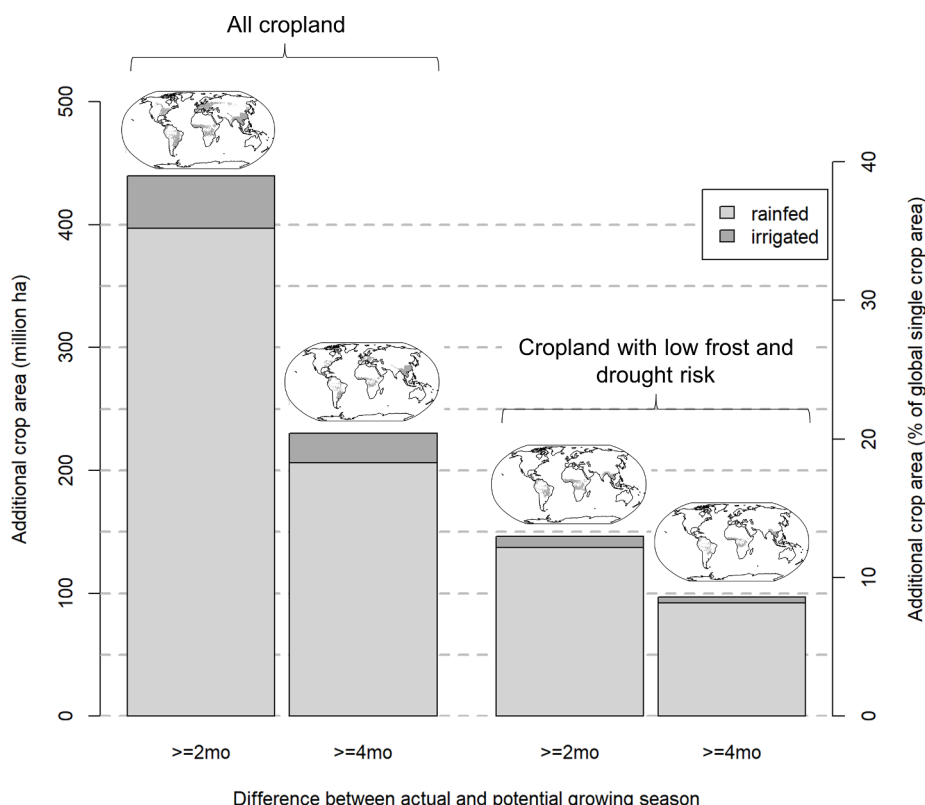 All cropland
500
400
300
200
100
0
Additional crop area (million ha)
40
30
20
10
0
Additional crop area (% of global single crop area)
rainfed
irrigated
Cropland with low frost and
drought risk
>=2mo
>=4mo
>=2mo
>=4mo
Difference between actual and potential growing season